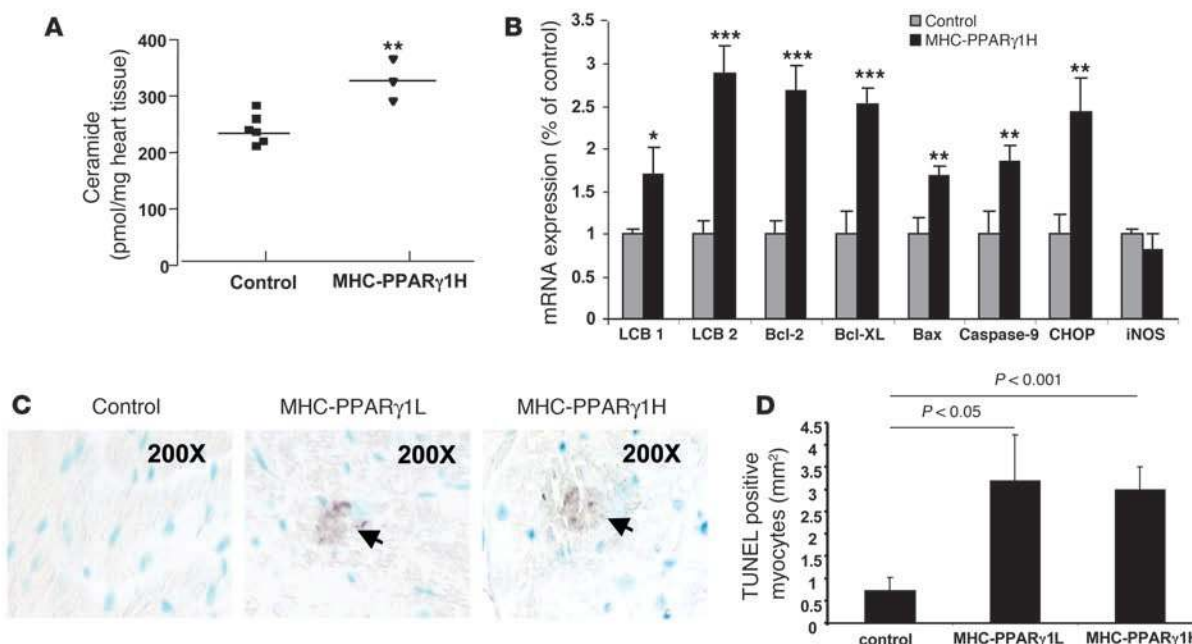 A
Ceramide
(pmol/mg heart tissue)
400
300
200
100
0
**
Control
MHC-PPARγ1H
B
mRNA expression (% of control)
3.5
3
2.5
2
1.5
1
0.5
0
Control
MHC-PPARγ1H
*
***
***
***
**
**
**
LCB 1
LCB 2
Bcl-2
Bcl-XL
Bax
Caspase-9
CHOP
iNOS
C
Control
MHC-PPARγ1L
MHC-PPARγ1H
200X
200X
200X
D
P < 0.001
P < 0.05
TUNEL positive
myocytes (mm²)
4.5
4
3.5
3
2.5
2
1.5
1
0.5
0
control
MHC-PPARγ1L
MHC-PPARγ1H